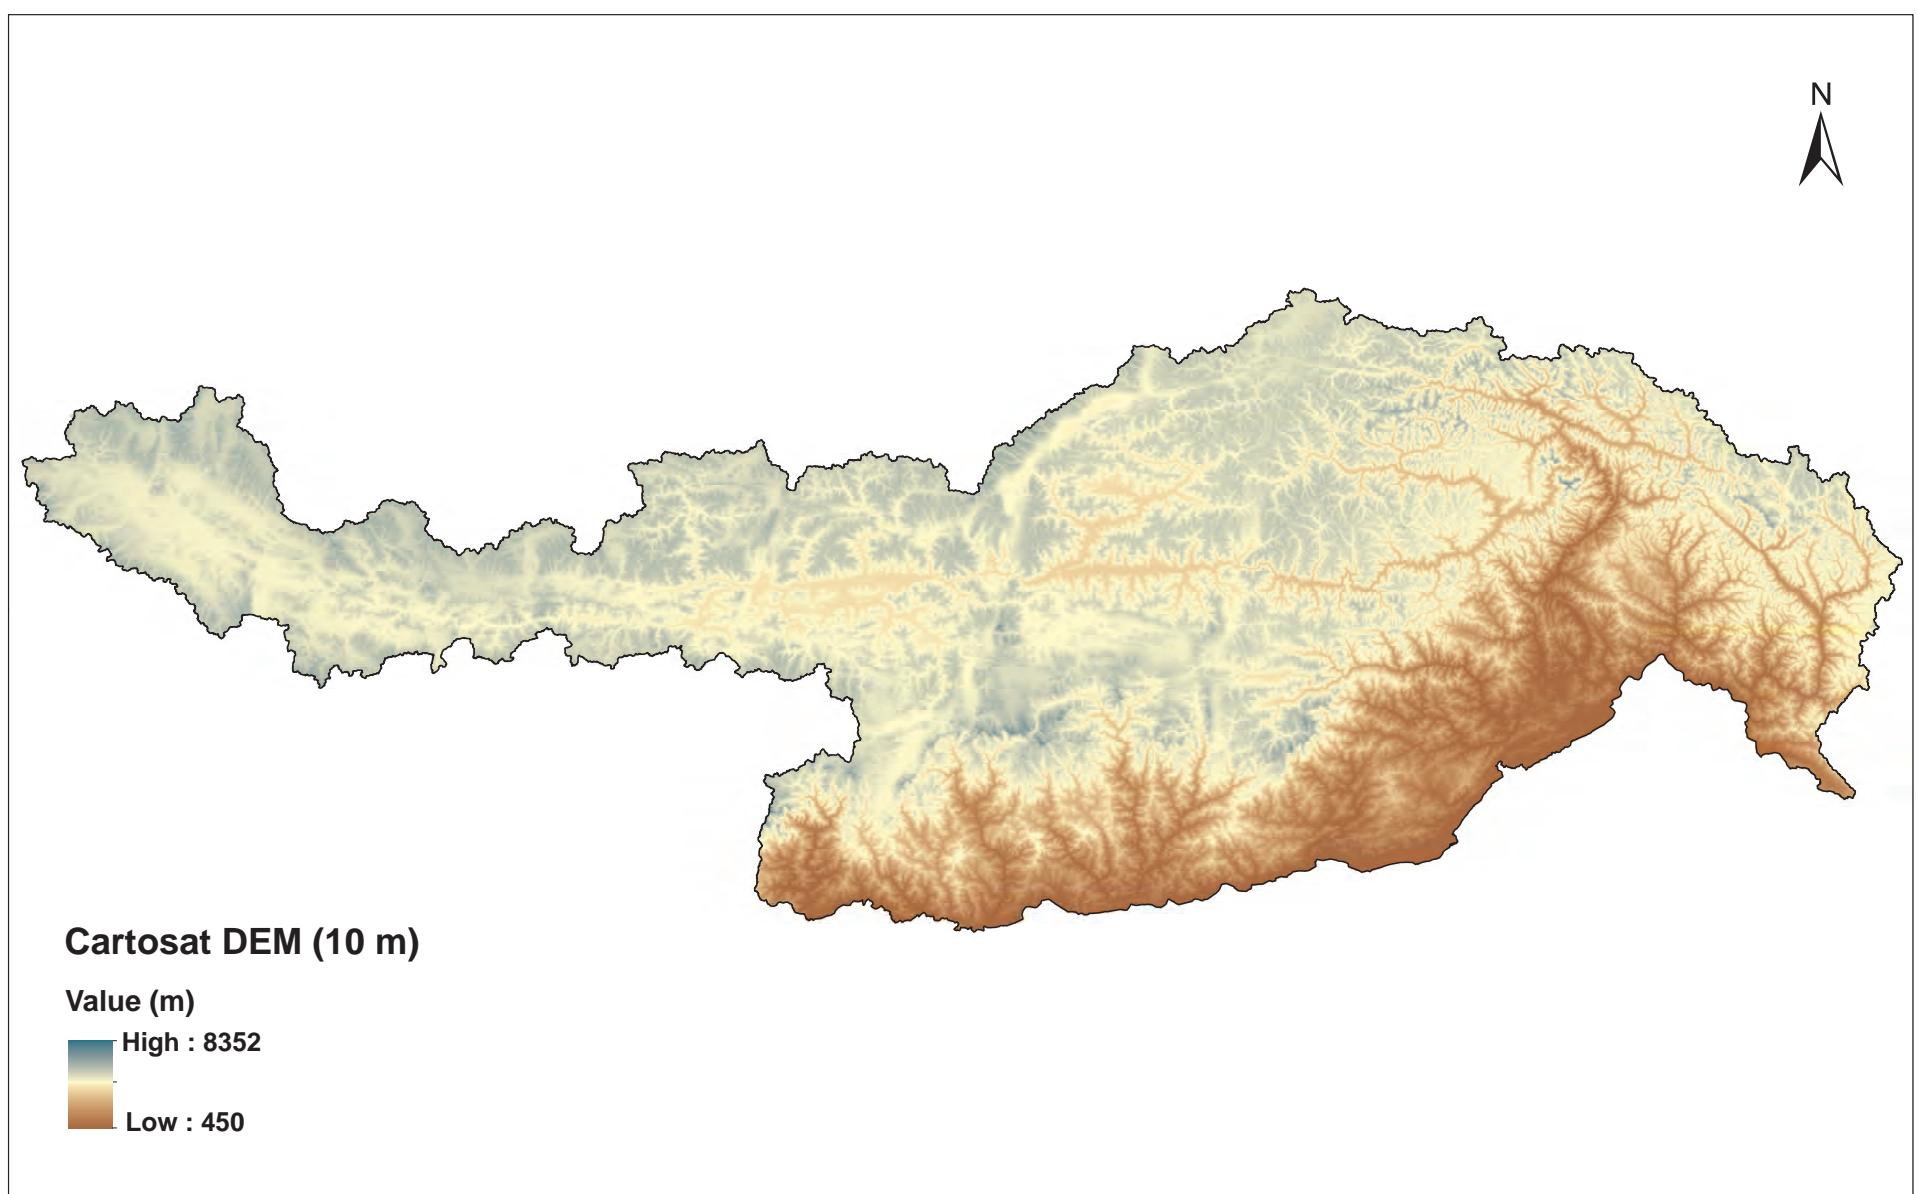 N
Cartosat DEM (10 m)
Value (m)
High : 8352
Low : 450